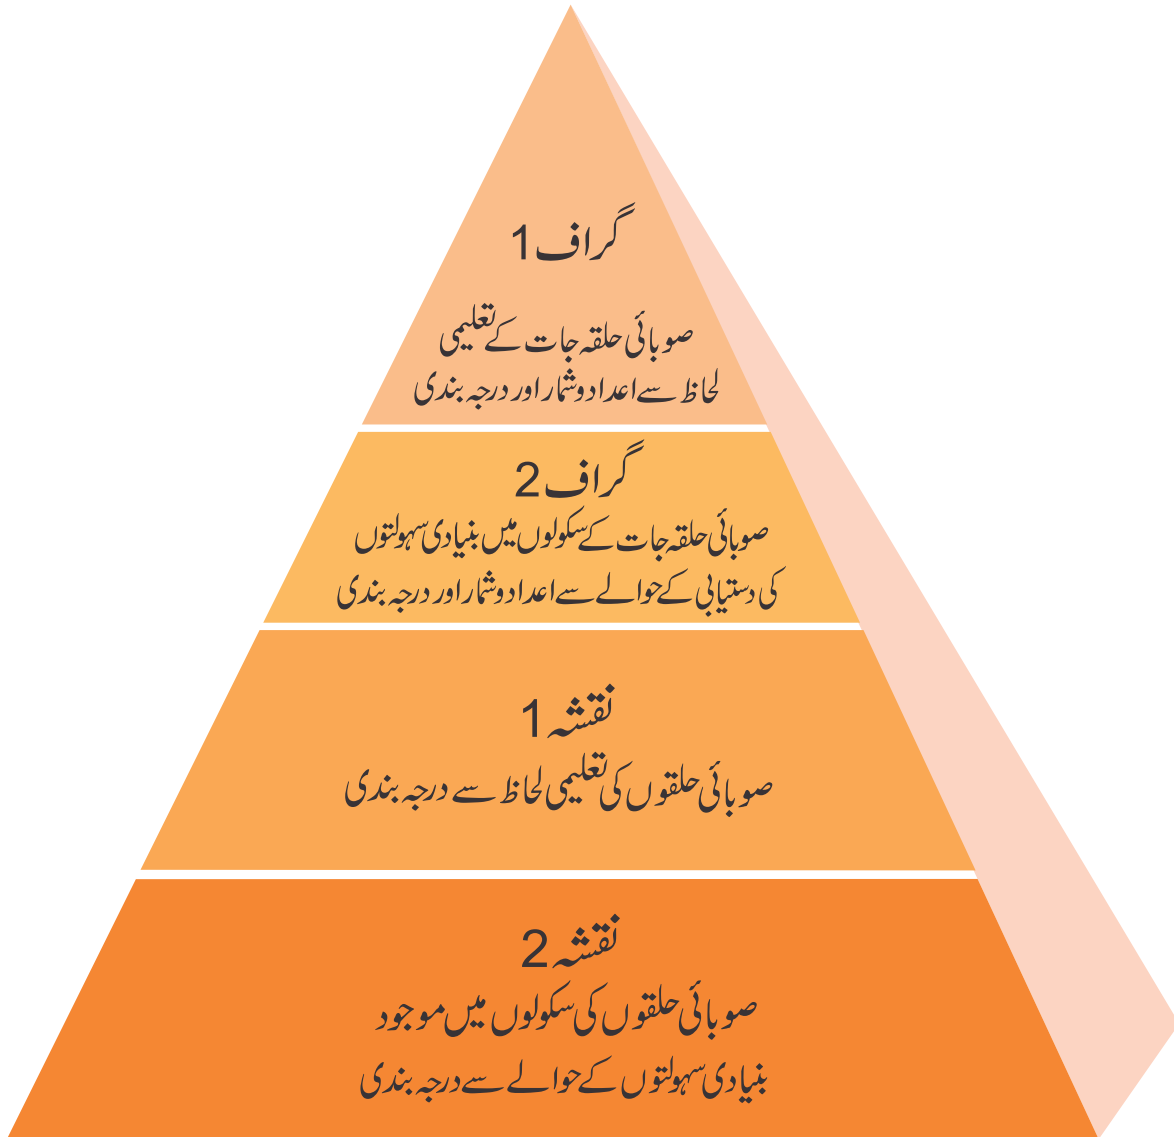 گراف 1
صوبائی حلقہ جات کے تعلیمی
لحاظ سے اعداد و شمار اور درجہ بندی
گراف 2
صوبائی حلقہ جات کے سکولوں میں بنیادی سہولتوں
کی دستیابی کے حوالے سے اعداد و شمار اور درجہ بندی
نقشہ 1
صوبائی حلقوں کی تعلیمی لحاظ سے درجہ بندی
نقشہ 2
صوبائی حلقوں کی سکولوں میں موجود
بنیادی سہولتوں کے حوالے سے درجہ بندی